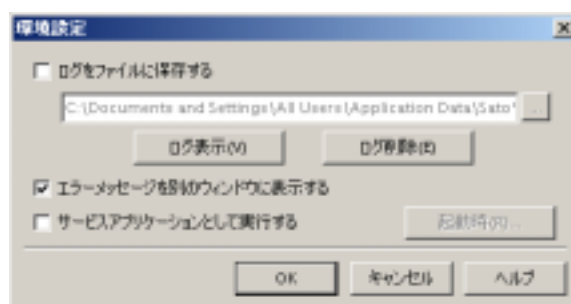 環境設定
ログをファイルに保存する
C:\Documents and Settings\All Users\Application Data\Sato\
...
ログ表示(V) ログ削除(E)
エラーメッセージを別のウィンドウに表示する
サービスアプリケーションとして実行する 起動時(R)...
OK キャンセル ヘルプ